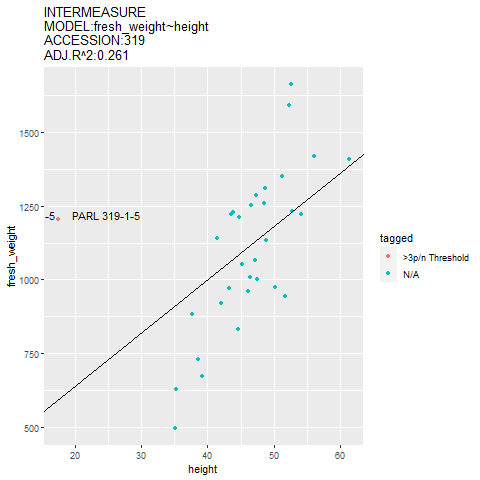 INTERMEASURE
MODEL:fresh_weight~height
ACCESSION:319
ADJ.R^2:0.261
1500
1250
1000
750
500
fresh_weight
-5 PARL 319-1-5
20 30 40 50 60
height
tagged
>3p/n Threshold
N/A